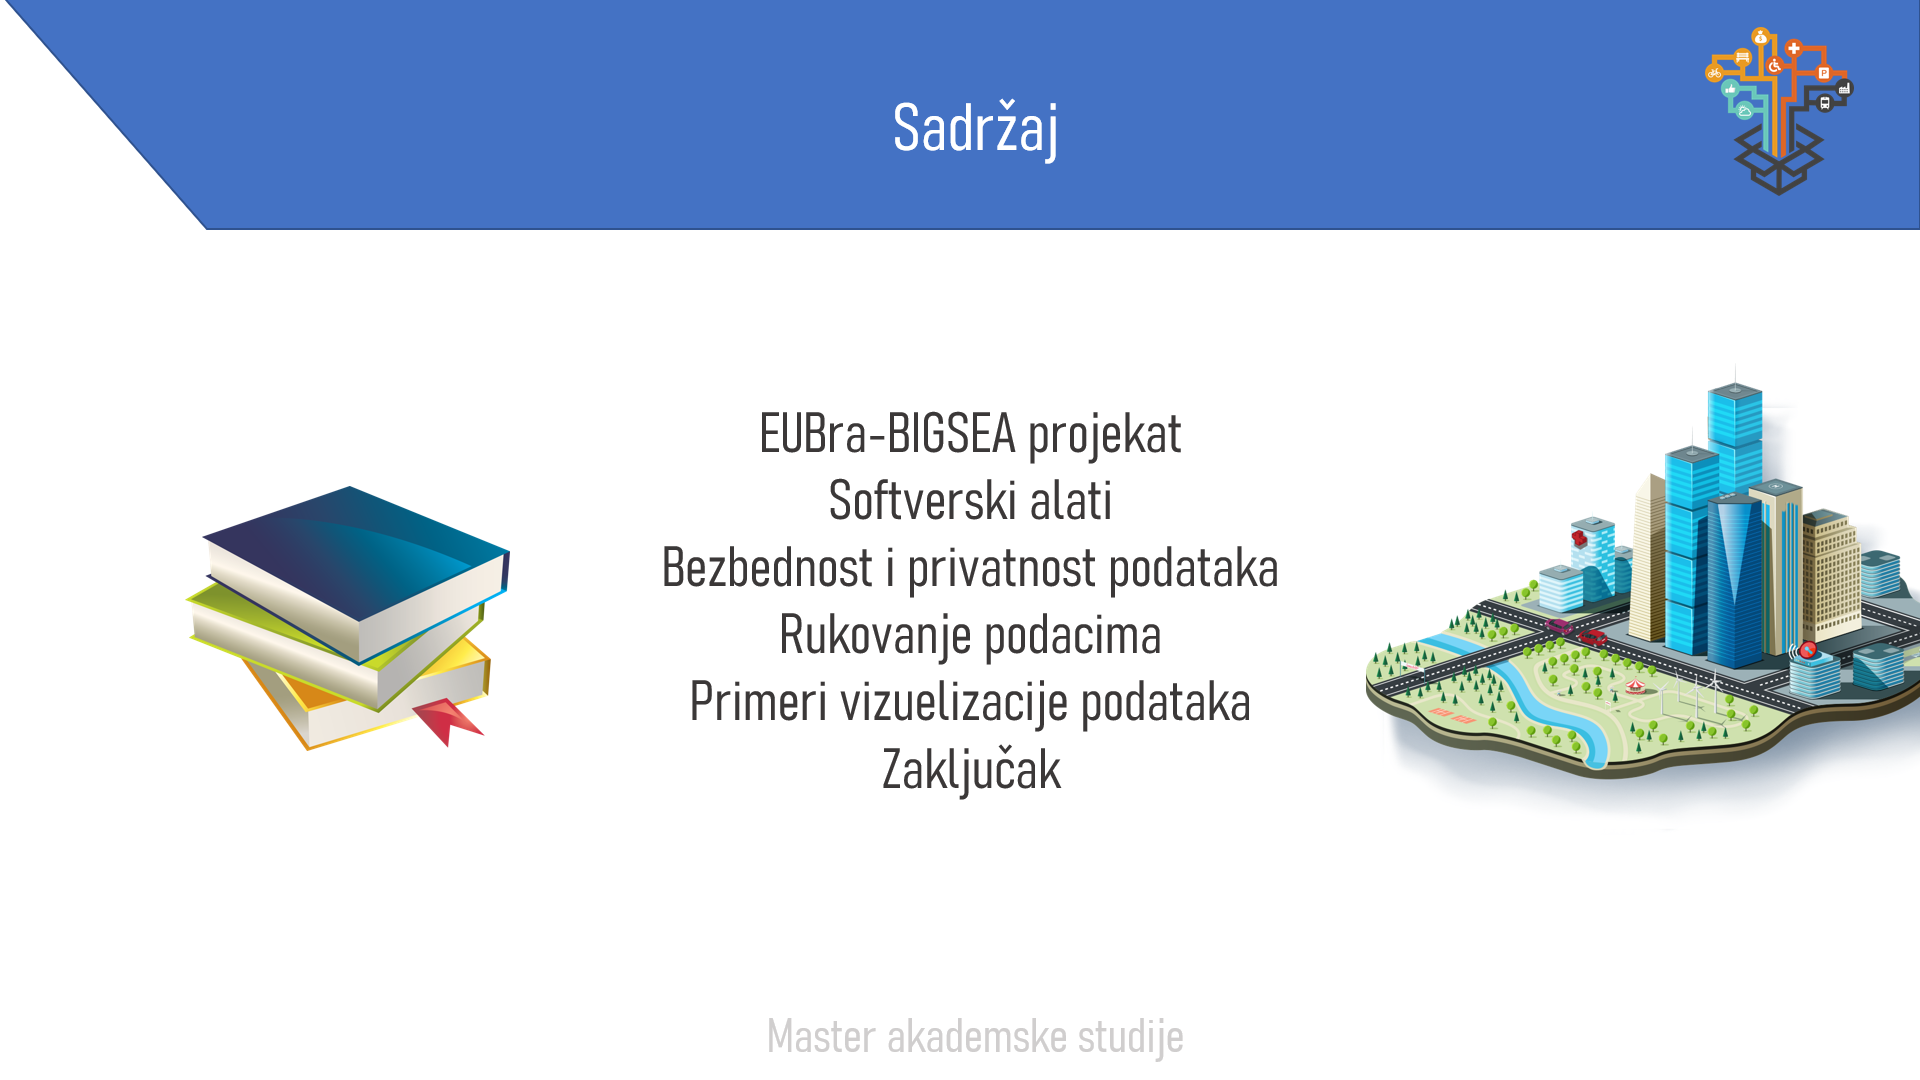 Sadržaj
EUBra-BIGSEA projekat
Softverski alati
Bezbednost i privatnost podataka
Rukovanje podacima
Primeri vizuelizacije podataka
Zaključak
Master akademske studije